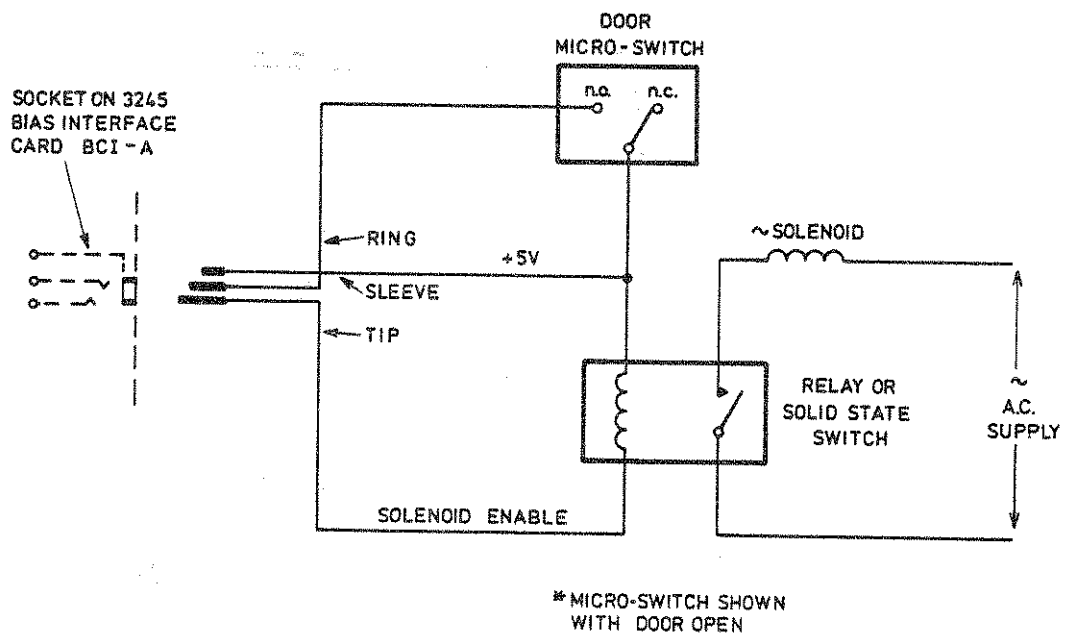 DOOR
MICRO-SWITCH
n.o. n.c.
SOCKET ON 3245
BIAS INTERFACE
CARD BCI-A
RING
+5V
~SOLENOID
SLEEVE
TIP
RELAY OR
SOLID STATE
SWITCH
~
A.C.
SUPPLY
SOLENOID ENABLE
*MICRO-SWITCH SHOWN
WITH DOOR OPEN